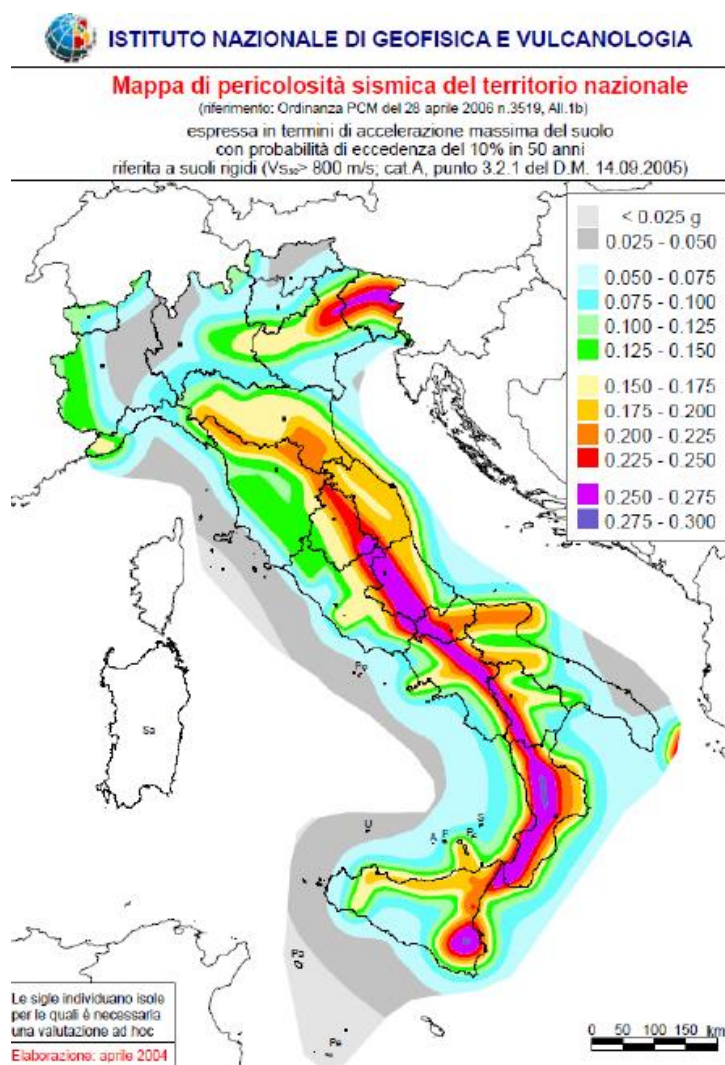 ISTITUTO NAZIONALE DI GEOFISICA E VULCANOLOGIA
Mappa di pericolosità sismica del territorio nazionale
(riferimento: Ordinanza PCM del 28 aprile 2006 n.3519, All.1b)
espressa in termini di accelerazione massima del suolo
con probabilità di eccedenza del 10% in 50 anni
riferita a suoli rigidi (Vs₃₀> 800 m/s; cat.A, punto 3.2.1 del D.M. 14.09.2005)
< 0.025 g
0.025 - 0.050
0.050 - 0.075
0.075 - 0.100
0.100 - 0.125
0.125 - 0.150
0.150 - 0.175
0.175 - 0.200
0.200 - 0.225
0.225 - 0.250
0.250 - 0.275
0.275 - 0.300
Sa
U
A
Pe
Le sigle individuano isole
per le quali è necessaria
una valutazione ad hoc
Elaborazione: aprile 2004
0 50 100 150 km